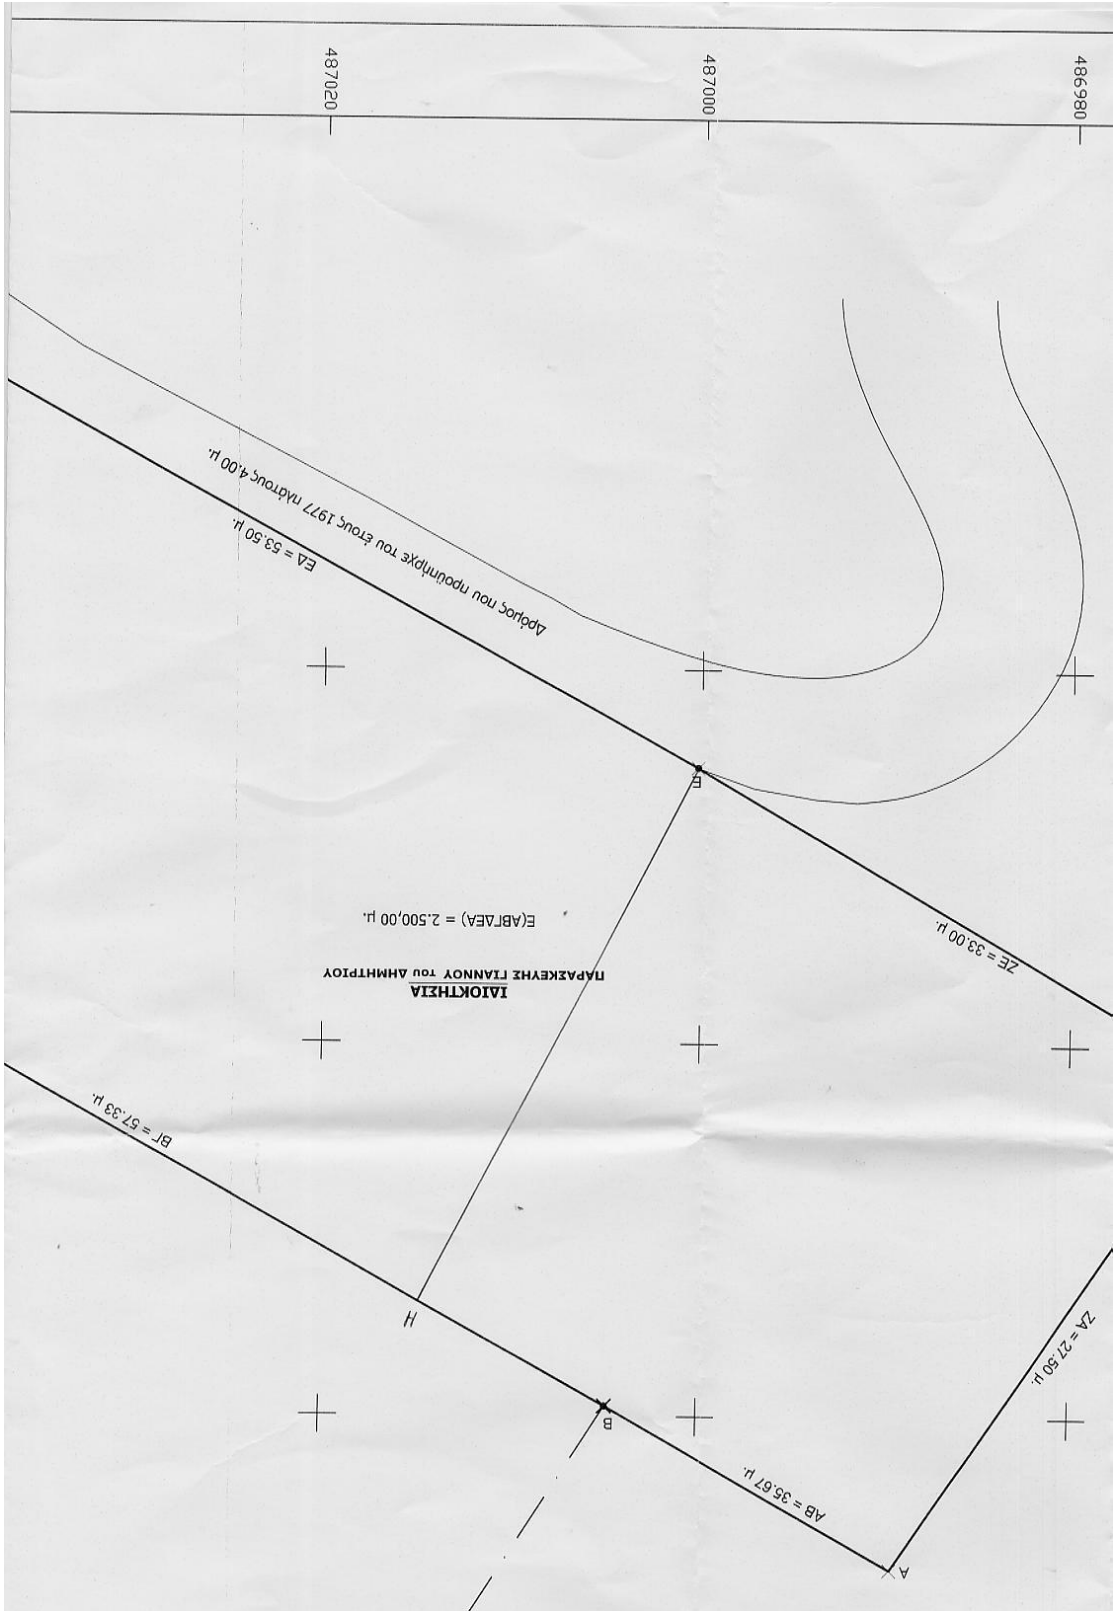 487020
487000
486980
Δρόμος που προϋπήρχε του έτους 1977 πλάτους 4.00 μ.
ΕΔ = 53.50 μ.
Ε
ΖΕ = 33.00 μ.
ΙΔΙΟΚΤΗΣΙΑ
ΠΑΡΑΣΚΕΥΗΣ ΓΙΑΝΝΟΥ του ΔΗΜΗΤΡΙΟΥ
Ε(ΑΒΓΔΕΑ) = 2.500,00 μ.
ΒΓ = 57.33 μ.
Η
Β
ΑΒ = 35.67 μ.
ΖΑ = 27.50 μ.
Α